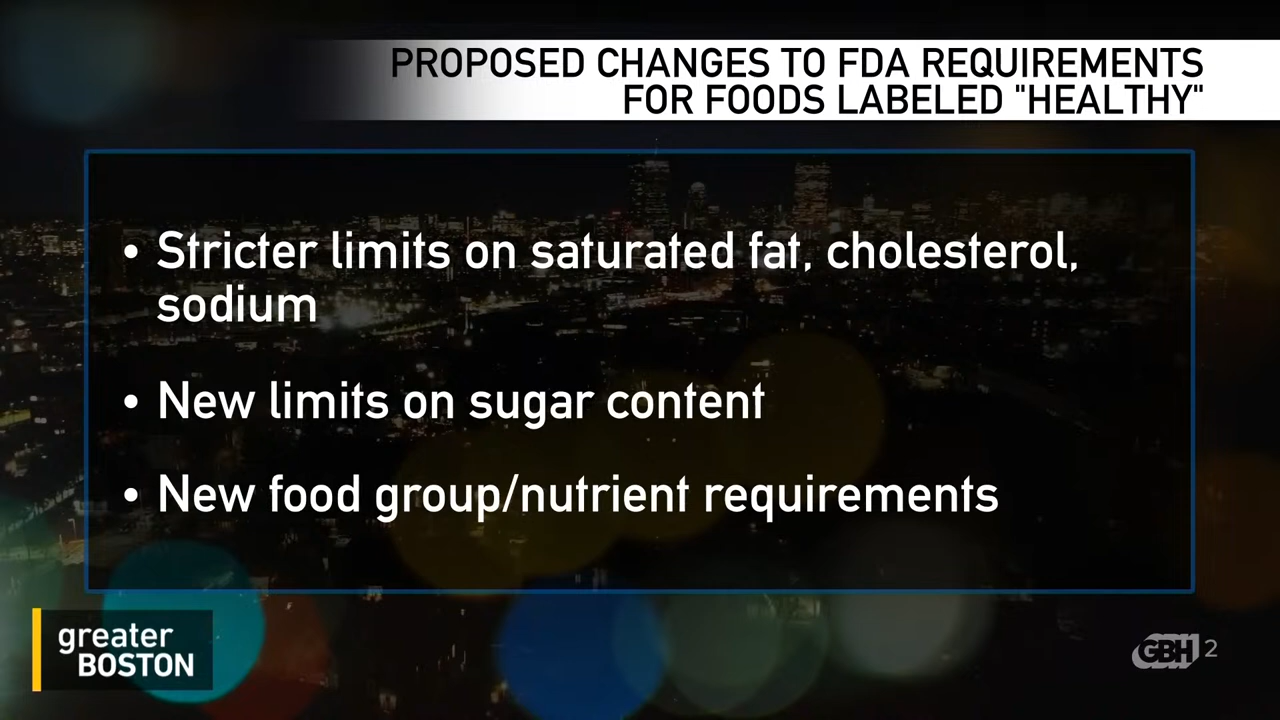 PROPOSED CHANGES TO FDA REQUIREMENTS
FOR FOODS LABELED "HEALTHY"
• Stricter limits on saturated fat, cholesterol,
sodium
• New limits on sugar content
• New food group/nutrient requirements
greater
BOSTON
GBH 2